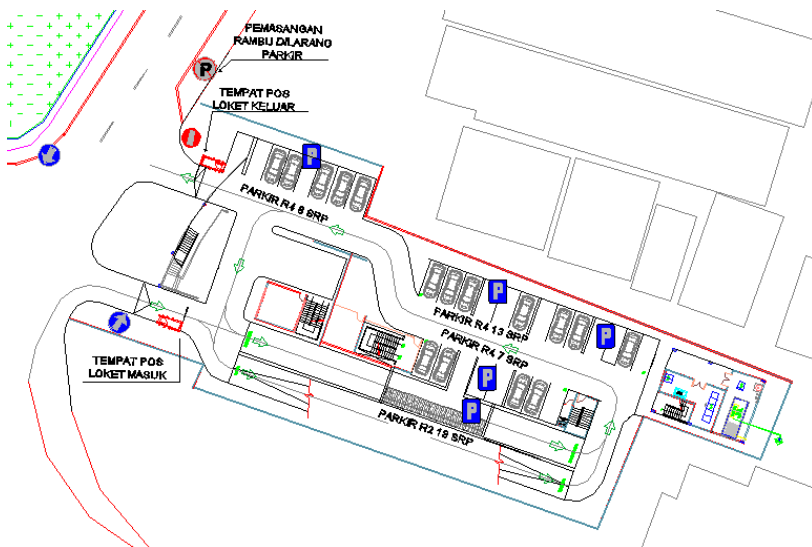 PEMASANGAN
RAMBU DILARANG
PARKIR
P
TEMPAT POS
LOKET KELUAR
P
PARKIR R4 8 SRP
P
PARKIR R4 13 SRP
P
PARKIR R4 7 SRP
TEMPAT POS
LOKET MASUK
P
P
PARKIR R2 18 SRP